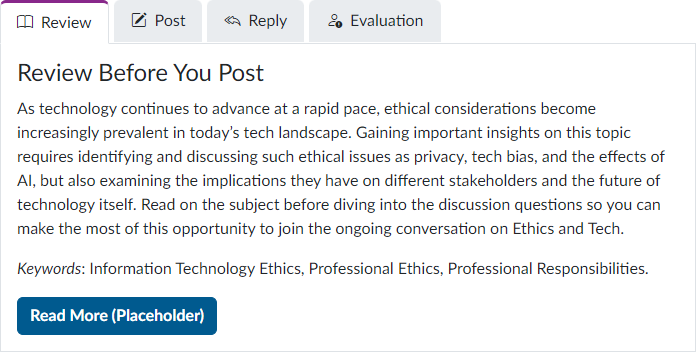 Review
Post
Reply
Evaluation
Review Before You Post
As technology continues to advance at a rapid pace, ethical considerations become
increasingly prevalent in today’s tech landscape. Gaining important insights on this topic
requires identifying and discussing such ethical issues as privacy, tech bias, and the effects of
AI, but also examining the implications they have on different stakeholders and the future of
technology itself. Read on the subject before diving into the discussion questions so you can
make the most of this opportunity to join the ongoing conversation on Ethics and Tech.
Keywords: Information Technology Ethics, Professional Ethics, Professional Responsibilities.
Read More (Placeholder)